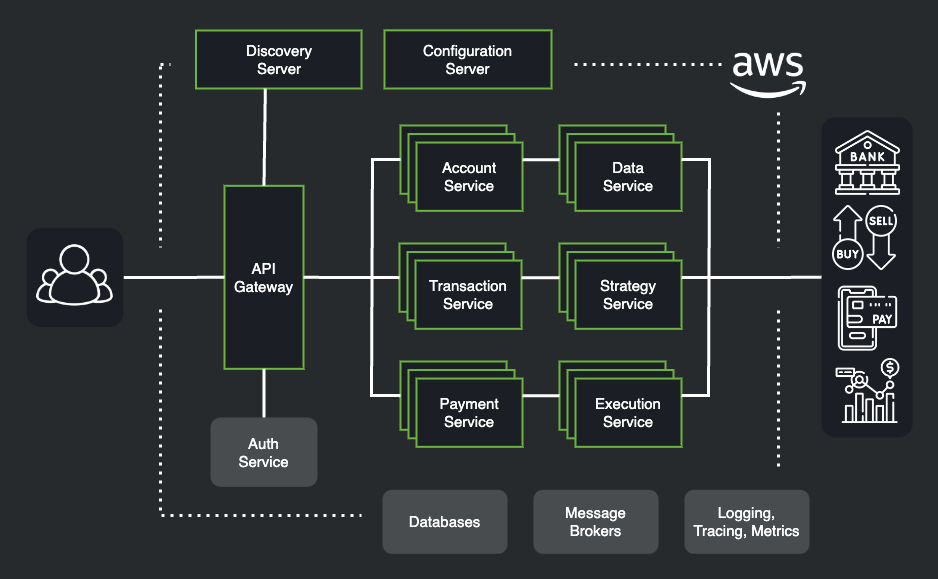 Discovery
Server
Configuration
Server
aws
Account
Service
Data
Service
BANK
SELL
BUY
API
Gateway
Transaction
Service
Strategy
Service
PAY
$
Payment
Service
Execution
Service
Auth
Service
Databases
Message
Brokers
Logging,
Tracing, Metrics